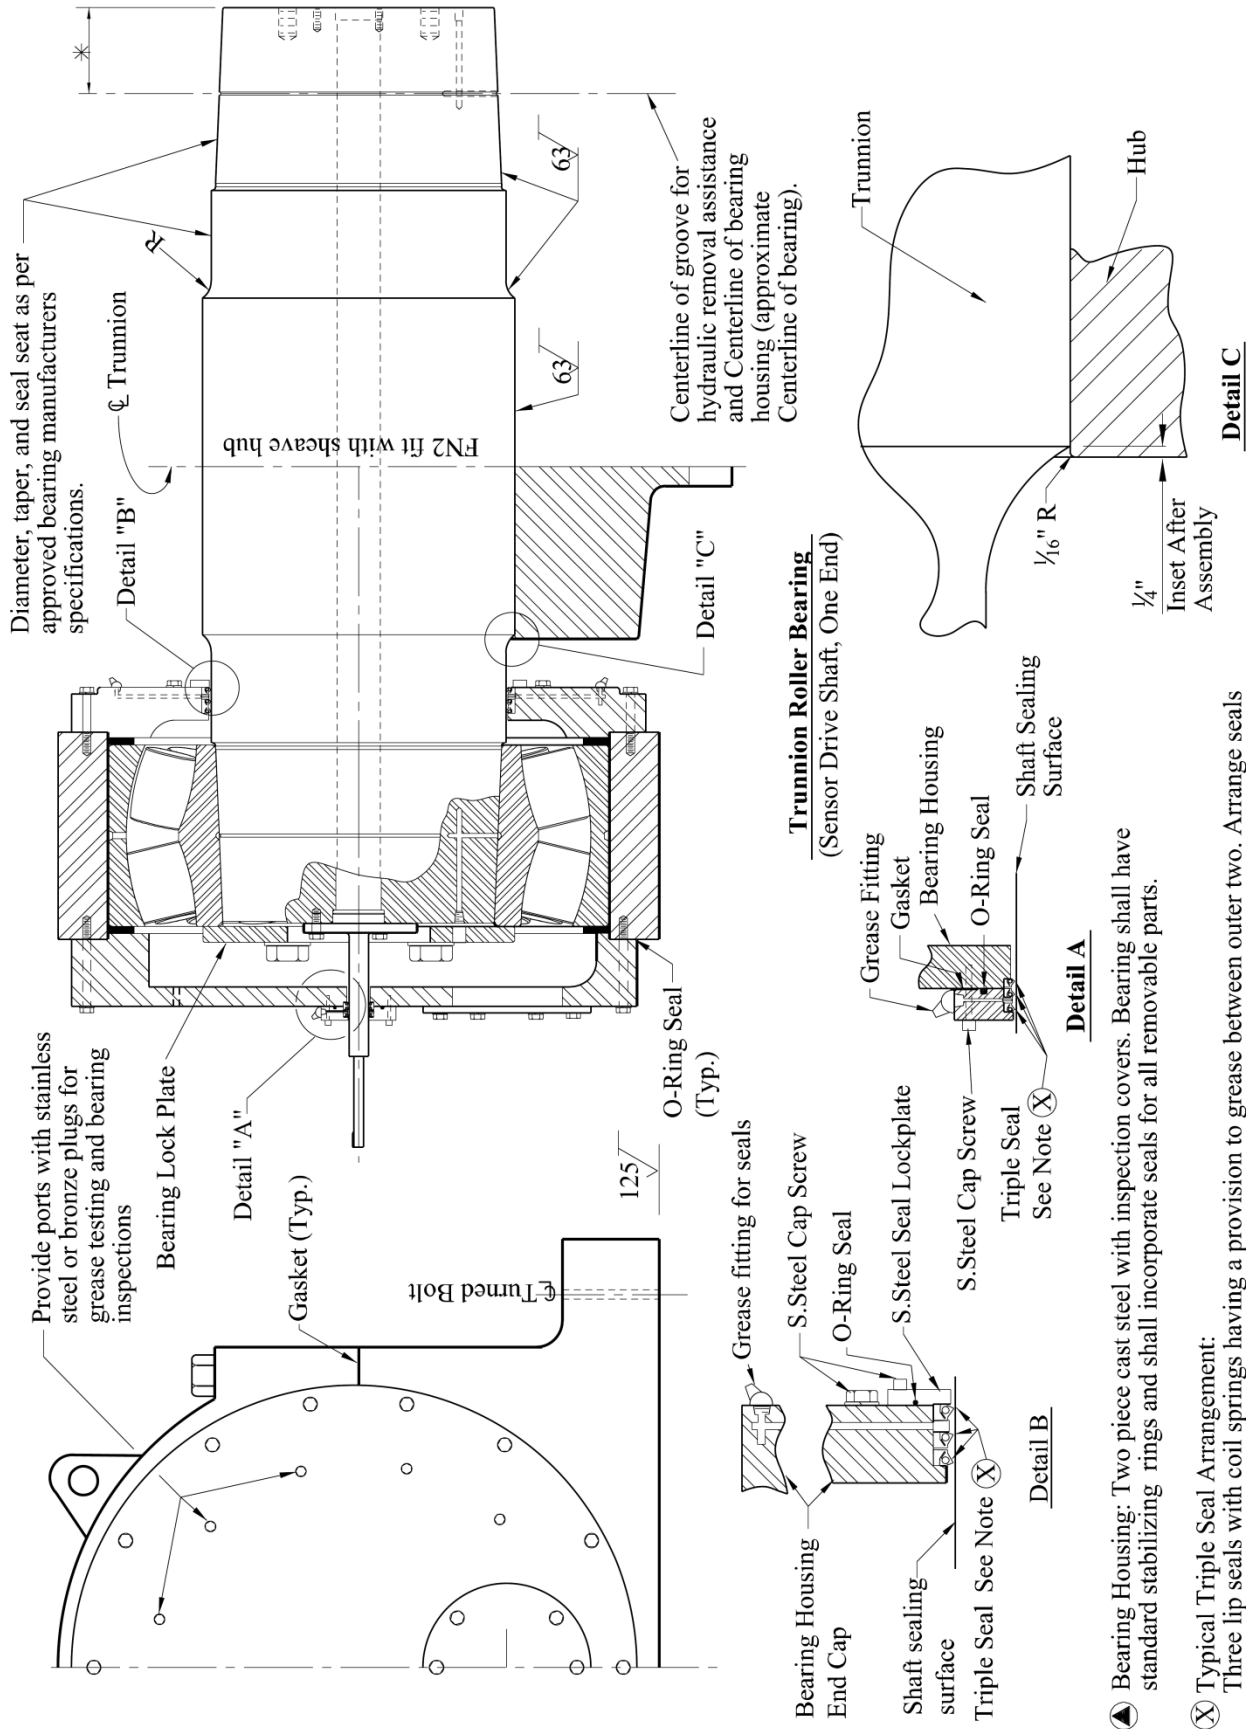 Provide ports with stainless
steel or bronze plugs for
grease testing and bearing
inspections
Bearing Lock Plate
Detail "A"
Gasket (Typ.)
℄ Turned Bolt
125
O-Ring Seal
(Typ.)
Diameter, taper, and seal seat as per
approved bearing manufacturers
specifications.
Detail "B"
℄ Trunnion
R
*
FN2 fit with sheave hub
63
63
Detail "C"
Centerline of groove for
hydraulic removal assistance
and Centerline of bearing
housing (approximate
Centerline of bearing).
Trunnion Roller Bearing
(Sensor Drive Shaft, One End)
Grease fitting for seals
S.Steel Cap Screw
O-Ring Seal
S.Steel Seal Lockplate
Bearing Housing
End Cap
Shaft sealing
surface
Triple Seal See Note Ⓧ
Detail B
Grease Fitting
Gasket
Bearing Housing
O-Ring Seal
Shaft Sealing
Surface
S.Steel Cap Screw
Triple Seal
See Note Ⓧ
Detail A
Trunnion
Hub
1/16" R
1/4"
Inset After
Assembly
Detail C
Bearing Housing: Two piece cast steel with inspection covers. Bearing shall have
standard stabilizing rings and shall incorporate seals for all removable parts.
Ⓧ Typical Triple Seal Arrangement:
Three lip seals with coil springs having a provision to grease between outer two. Arrange seals